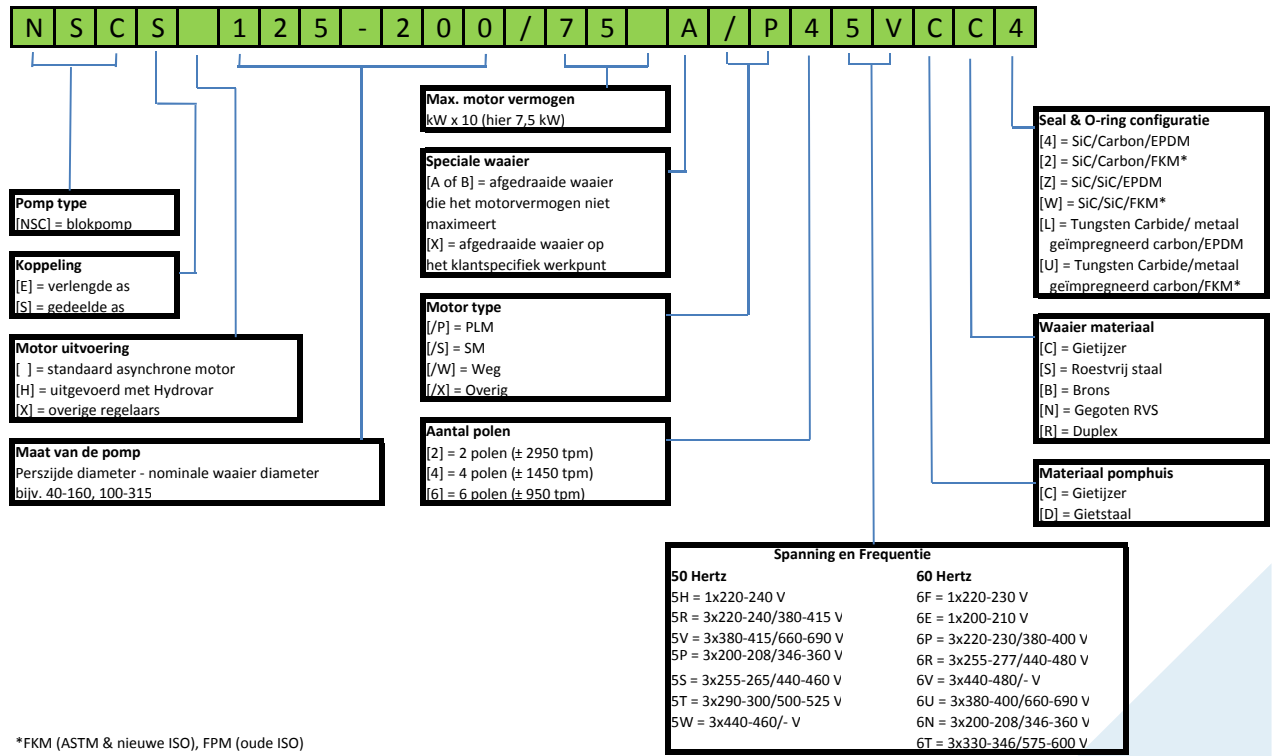 N S C S 1 2 5 - 2 0 0 / 7 5 A / P 4 5 V C C 4
Max. motor vermogen
kW x 10 (hier 7,5 kW)
Speciale waaier
[A of B] = afgedraaide waaier
die het motorvermogen niet
maximeert
[X] = afgedraaide waaier op
het klantspecifiek werkpunt
Motor type
[/P] = PLM
[/S] = SM
[/W] = Weg
[/X] = Overig
Aantal polen
[2] = 2 polen (± 2950 tpm)
[4] = 4 polen (± 1450 tpm)
[6] = 6 polen (± 950 tpm)
Pomp type
[NSC] = blokpomp
Koppeling
[E] = verlengde as
[S] = gedeelde as
Motor uitvoering
[ ] = standaard asynchrone motor
[H] = uitgevoerd met Hydrovar
[X] = overige regelaars
Maat van de pomp
Perszijde diameter - nominale waaier diameter
bijv. 40-160, 100-315
Seal & O-ring configuratie
[4] = SiC/Carbon/EPDM
[2] = SiC/Carbon/FKM*
[Z] = SiC/SiC/EPDM
[W] = SiC/SiC/FKM*
[L] = Tungsten Carbide/ metaal
geïmpregneerd carbon/EPDM
[U] = Tungsten Carbide/metaal
geïmpregneerd carbon/FKM*
Waaier materiaal
[C] = Gietijzer
[S] = Roestvrij staal
[B] = Brons
[N] = Gegoten RVS
[R] = Duplex
Materiaal pomphuis
[C] = Gietijzer
[D] = Gietstaal
Spanning en Frequentie
50 Hertz
5H = 1x220-240 V
5R = 3x220-240/380-415 V
5V = 3x380-415/660-690 V
5P = 3x200-208/346-360 V
5S = 3x255-265/440-460 V
5T = 3x290-300/500-525 V
5W = 3x440-460/- V
60 Hertz
6F = 1x220-230 V
6E = 1x200-210 V
6P = 3x220-230/380-400 V
6R = 3x255-277/440-480 V
6V = 3x440-480/- V
6U = 3x380-400/660-690 V
6N = 3x200-208/346-360 V
6T = 3x330-346/575-600 V
*FKM (ASTM & nieuwe ISO), FPM (oude ISO)